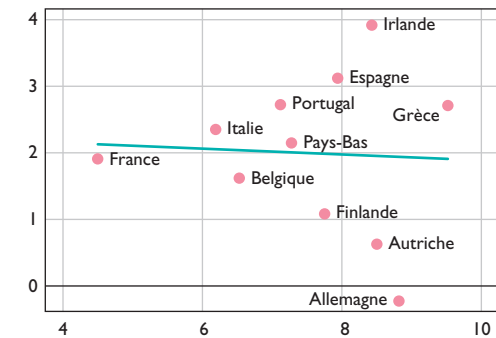 4
Irlande
3
Espagne
Portugal
Grèce
Italie
Pays-Bas
2
France
Belgique
1
Finlande
Autriche
0
Allemagne
4 6 8 10